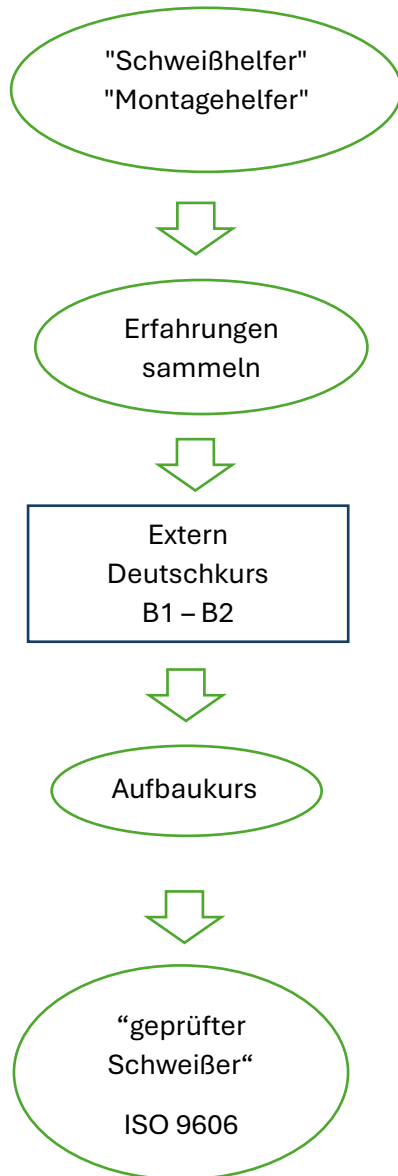 "Schweißhelfer"
"Montagehelfer"
Erfahrungen
sammeln
Extern
Deutschkurs
B1 – B2
Aufbaukurs
“geprüfter
Schweißer“
ISO 9606